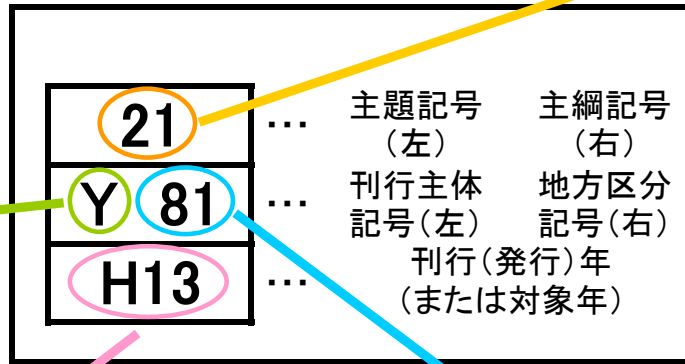 21 … 主題記号 主綱記号
(左) (右)
Y 81 … 刊行主体 地方区分
記号(左) 記号(右)
H13 … 刊行(発行)年
(または対象年)